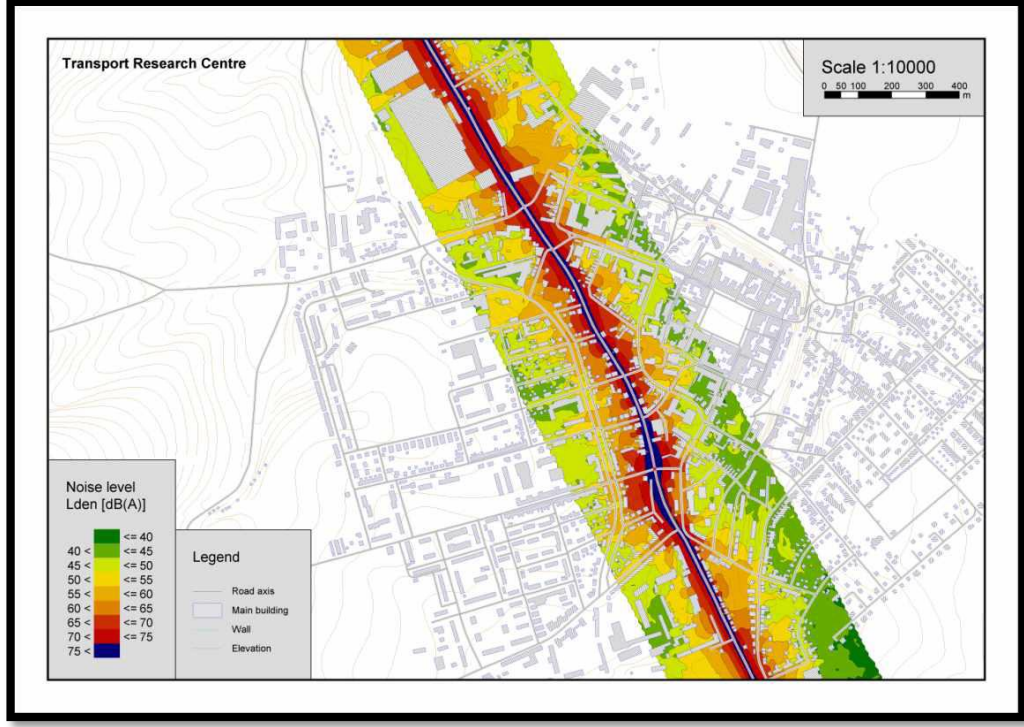 Transport Research Centre
Scale 1:10000
0 50 100 200 300 400
m
Noise level
Lden [dB(A)]
<= 40
40 < <= 45
45 < <= 50
50 < <= 55
55 < <= 60
60 < <= 65
65 < <= 70
70 < <= 75
75 <
Legend
Road axis
Main building
Wall
Elevation